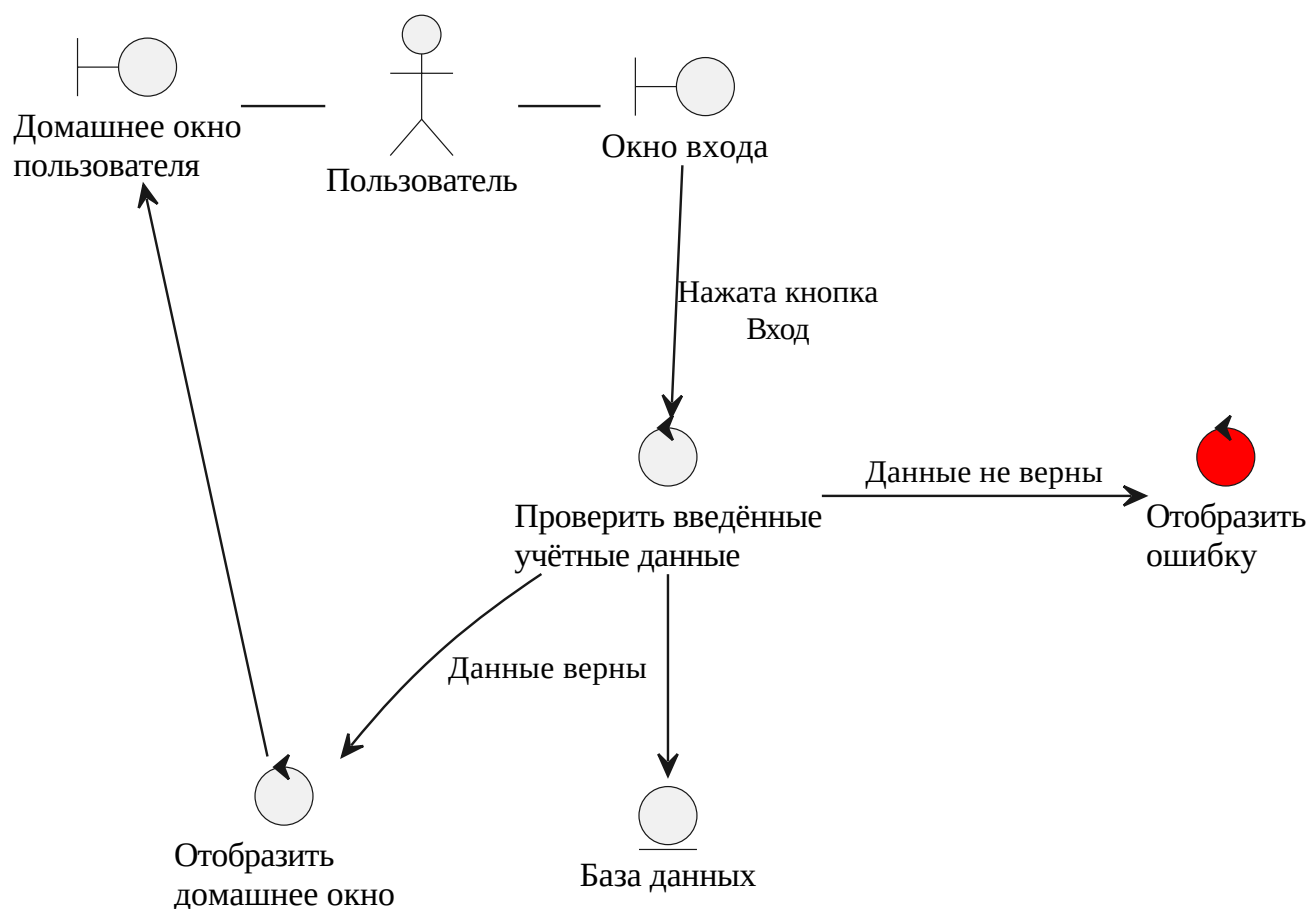 Домашнее окно
пользователя
Пользователь
Окно входа
Нажата кнопка
Вход
Проверить введённые
учётные данные
Данные не верны
Отобразить
ошибку
Данные верны
Отобразить
домашнее окно
База данных